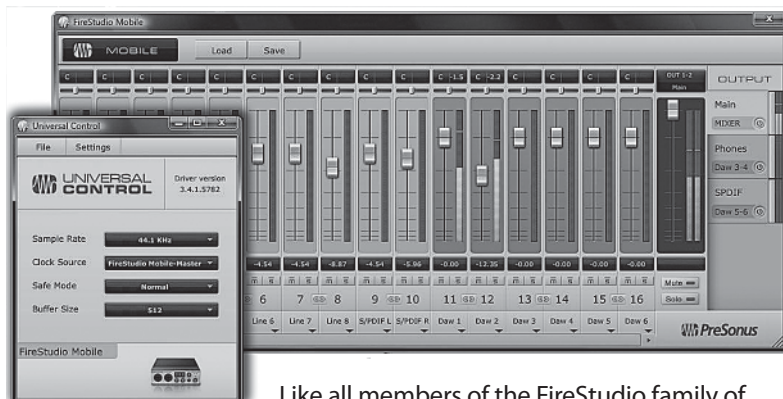 FireStudio Mobile
MOBILE
Load Save
C C C C C C C C C C -1.5 C -2.2 C C C C OUT 1-2
Main
OUTPUT
Main
MIXER
Phones
Daw 3-4
SPDIF
Daw 5-6
Universal Control
File Settings
UNIVERSAL CONTROL
Driver version
3.4.1.5782
Sample Rate 44.1 KHz
Clock Source FireStudio Mobile-Master
Safe Mode Normal
Buffer Size 512
FireStudio Mobile
-4.54 -4.54 -8.87 -4.54 -5.96 -0.00 -12.35 -0.00 -0.00 -0.00 -0.00
Mute
Solo
6 7 8 9 10 11 12 13 14 15 16
Line 6 Line 7 Line 8 S/PDIF L S/PDIF R Daw 1 Daw 2 Daw 3 Daw 4 Daw 5 Daw 6
PreSonus
Like all members of the FireStudio family of